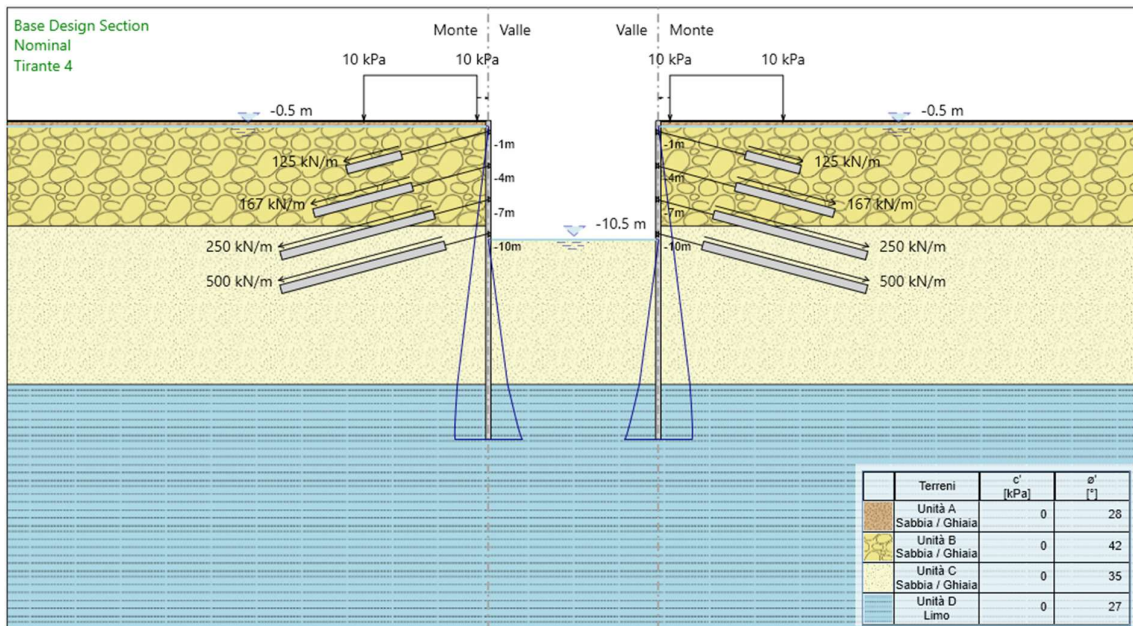 Base Design Section
Nominal
Tirante 4
Monte Valle
Valle Monte
10 kPa
10 kPa
10 kPa
10 kPa
-0.5 m
-0.5 m
-1m
-1m
125 kN/m
125 kN/m
-4m
-4m
167 kN/m
167 kN/m
-7m
-7m
-10.5 m
250 kN/m
250 kN/m
-10m
-10m
500 kN/m
500 kN/m
Terreni
c'
[kPa]
ø'
[°]
Unità A
Sabbia / Ghiaia
0
28
Unità B
Sabbia / Ghiaia
0
42
Unità C
Sabbia / Ghiaia
0
35
Unità D
Limo
0
27